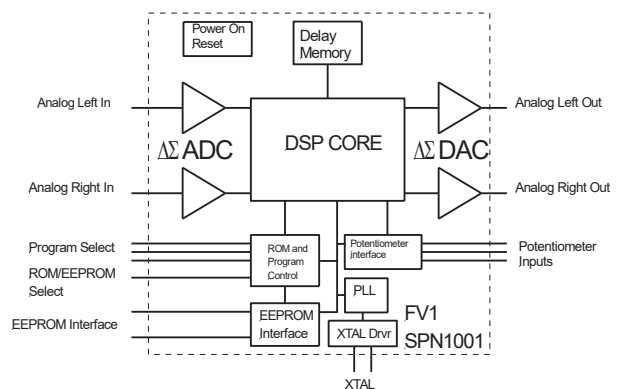 Power On
Reset
Delay
Memory
Analog Left In
Analog Left Out
DSP CORE
ΔΣ ADC
ΔΣ DAC
Analog Right In
Analog Right Out
Program Select
ROM and
Program
Control
Potentiometer
interface
Potentiometer
Inputs
ROM/EEPROM
Select
PLL
EEPROM Interface
EEPROM
Interface
FV1
SPN1001
XTAL Drvr
XTAL